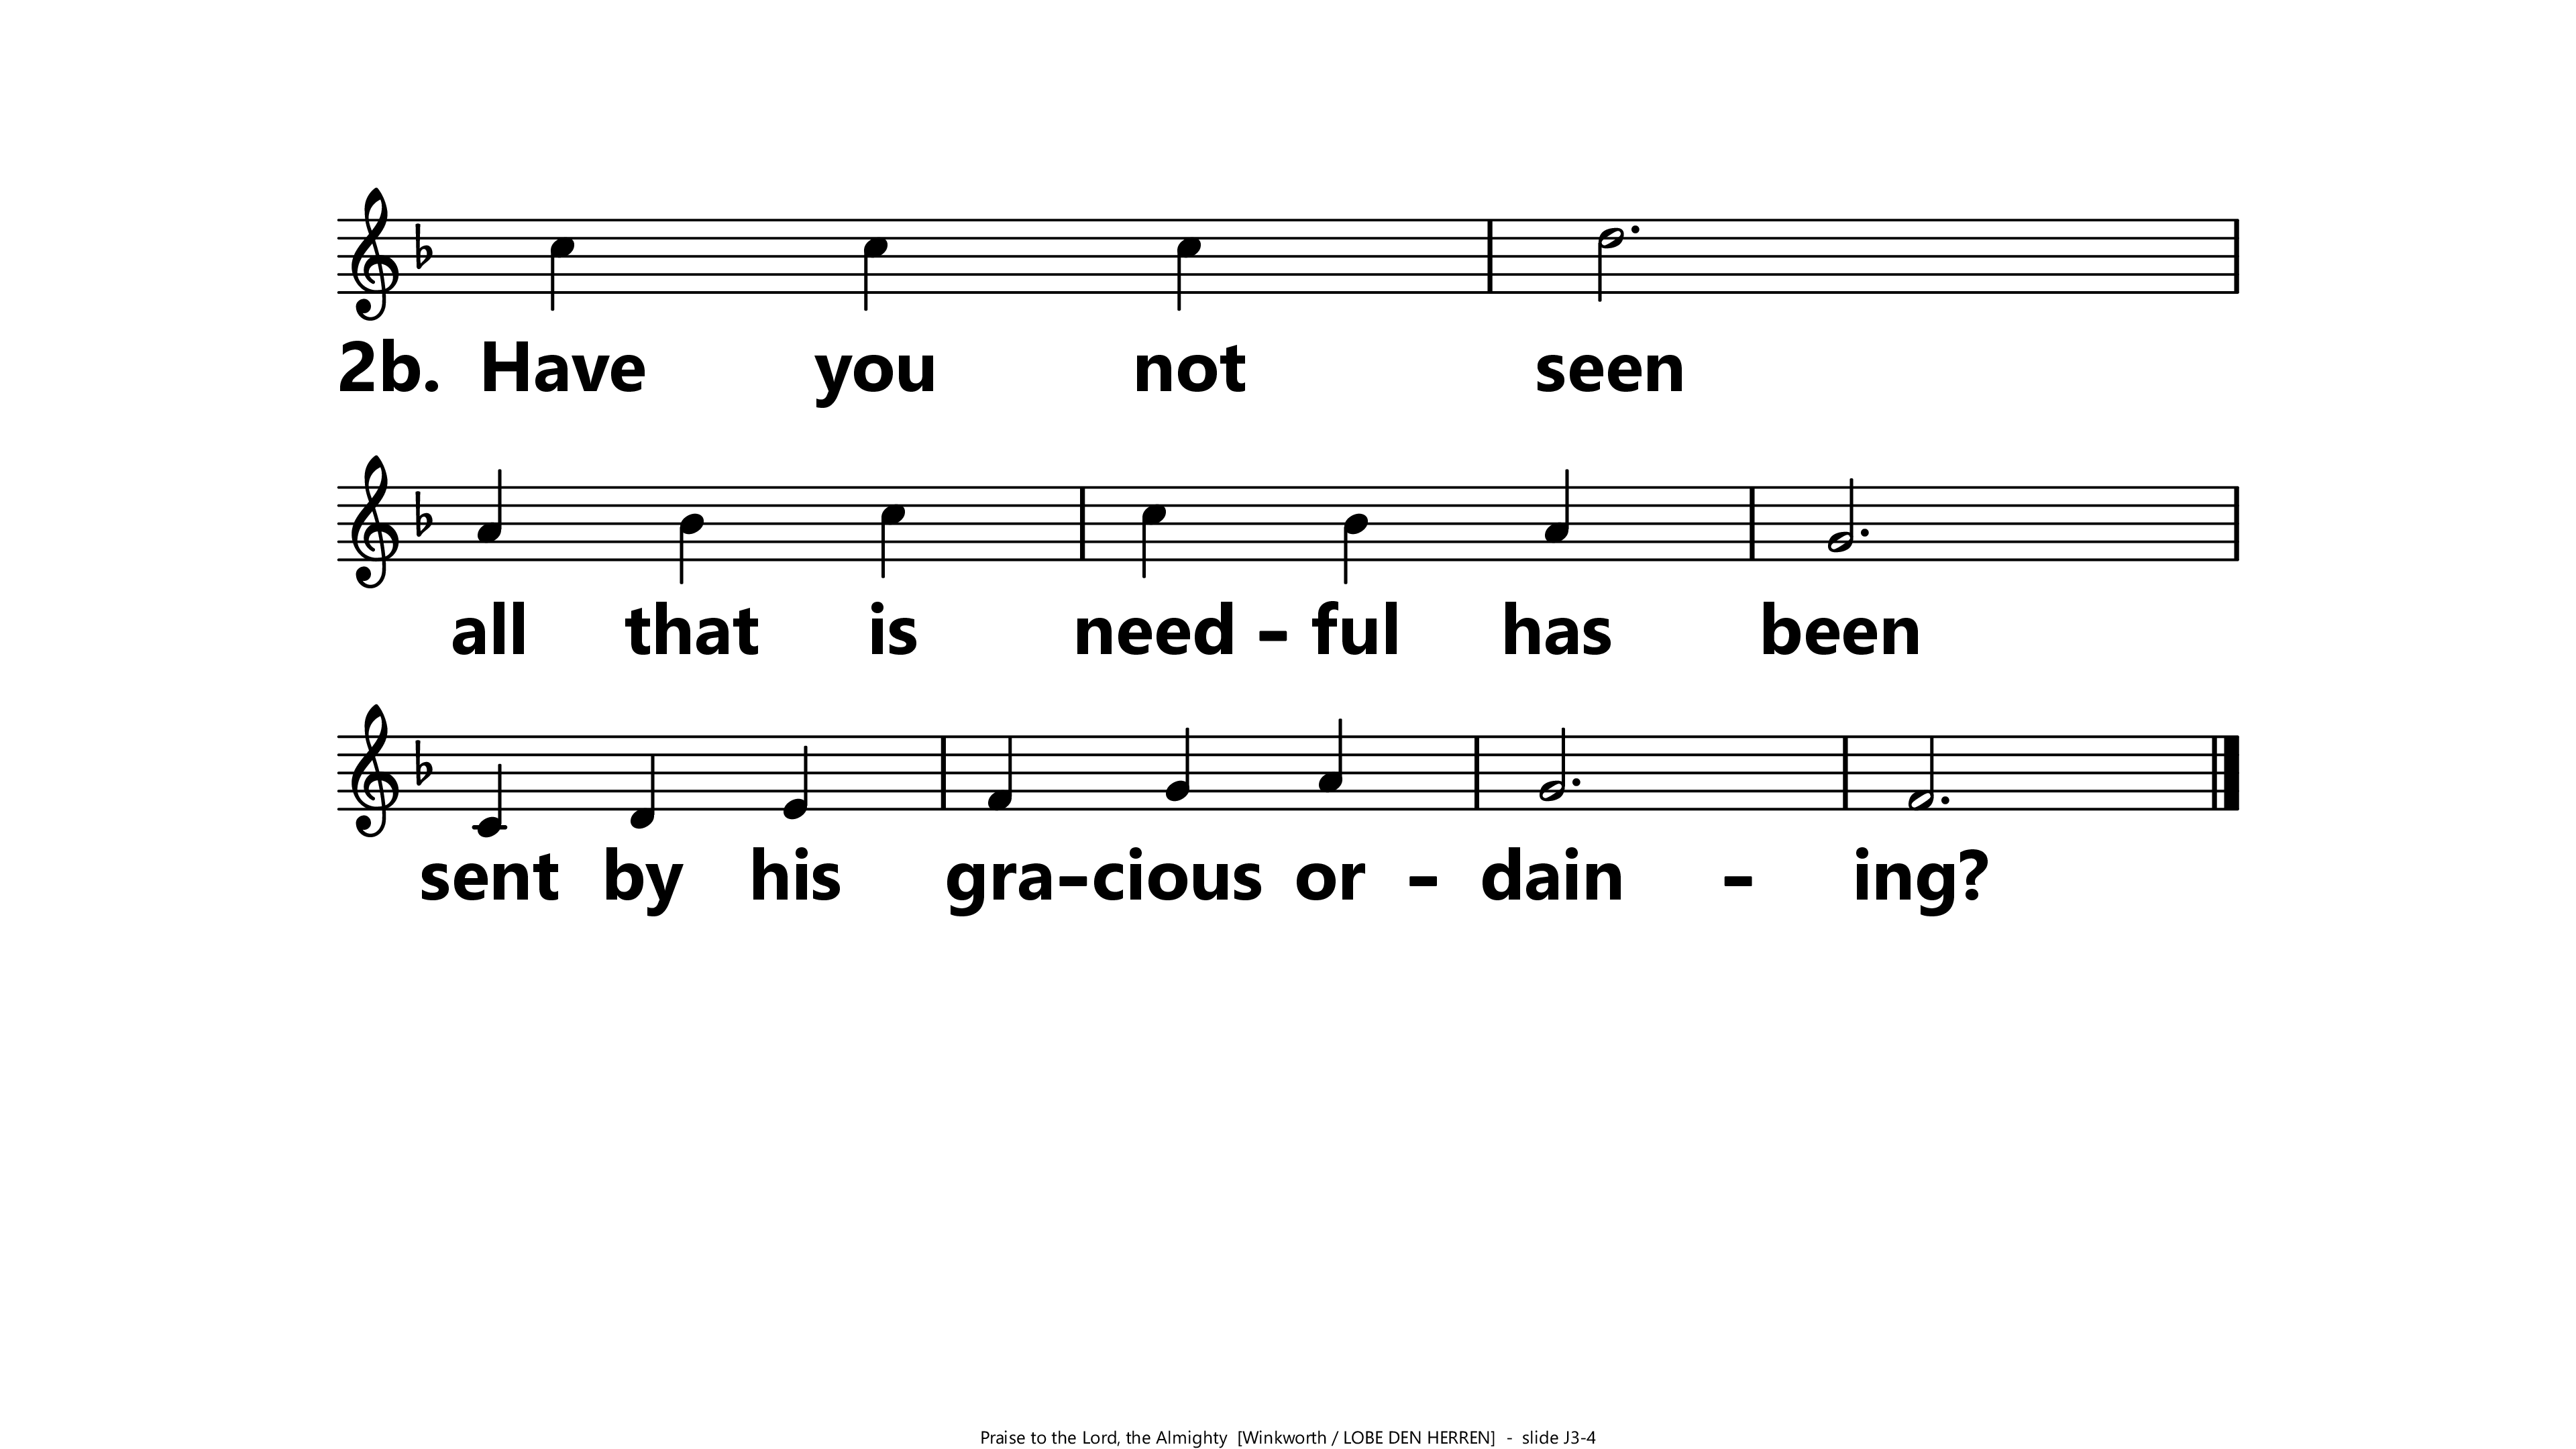 2b. Have you not seen
all that is need - ful has been
sent by his gra-cious or - dain - ing?
Praise to the Lord, the Almighty [Winkworth / LOBE DEN HERREN] - slide J3-4